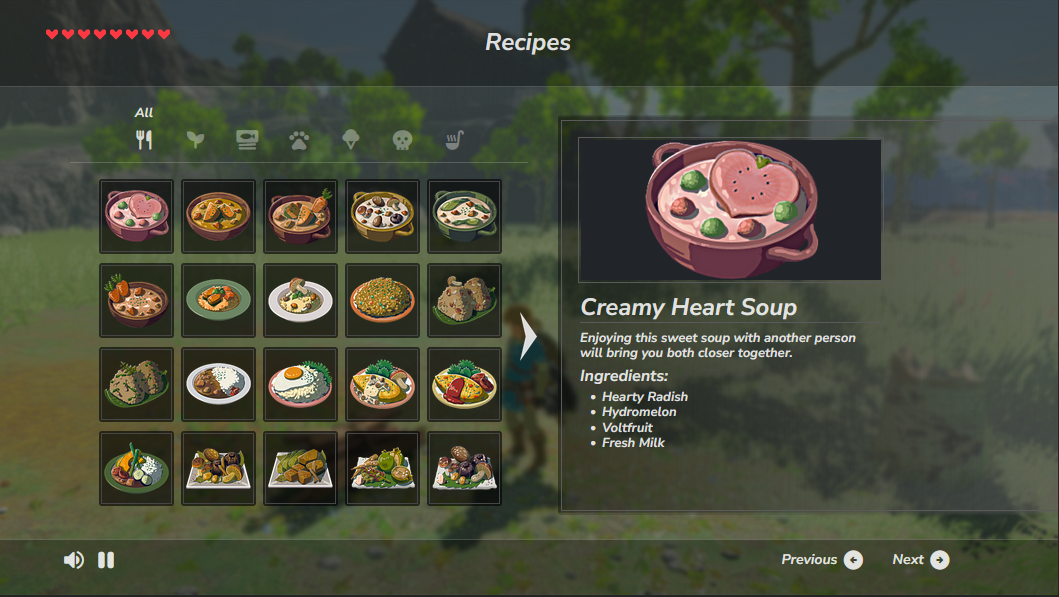 Recipes
All
Creamy Heart Soup
Enjoying this sweet soup with another person
will bring you both closer together.
Ingredients:
• Hearty Radish
• Hydromelon
• Voltfruit
• Fresh Milk
Previous
Next